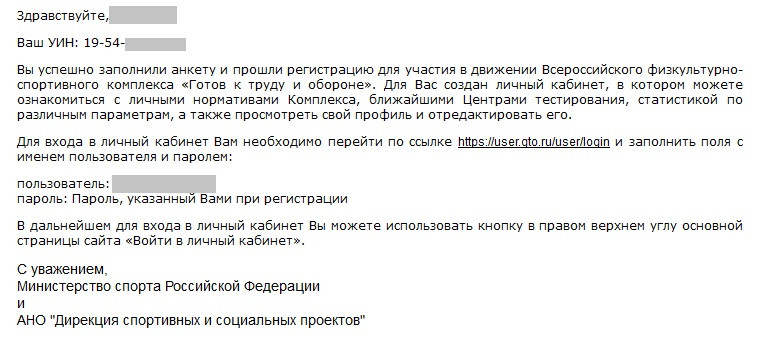 Здравствуйте,
Ваш УИН: 19-54-
Вы успешно заполнили анкету и прошли регистрацию для участия в движении Всероссийского физкультурно-
спортивного комплекса «Готов к труду и обороне». Для Вас создан личный кабинет, в котором можете
ознакомиться с личными нормативами Комплекса, ближайшими Центрами тестирования, статистикой по
различным параметрам, а также просмотреть свой профиль и отредактировать его.
Для входа в личный кабинет Вам необходимо перейти по ссылке https://user.gto.ru/user/login и заполнить поля с
именем пользователя и паролем:
пользователь:
пароль: Пароль, указанный Вами при регистрации
В дальнейшем для входа в личный кабинет Вы можете использовать кнопку в правом верхнем углу основной
страницы сайта «Войти в личный кабинет».
С уважением,
Министерство спорта Российской Федерации
и
АНО "Дирекция спортивных и социальных проектов"